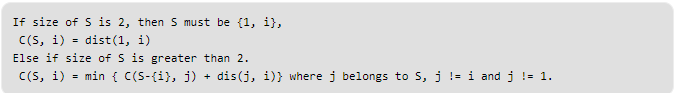 If size of S is 2, then S must be {1, i},
C(S, i) = dist(1, i)
Else if size of S is greater than 2.
C(S, i) = min { C(S-{i}, j) + dis(j, i)} where j belongs to S, j != i and j != 1.